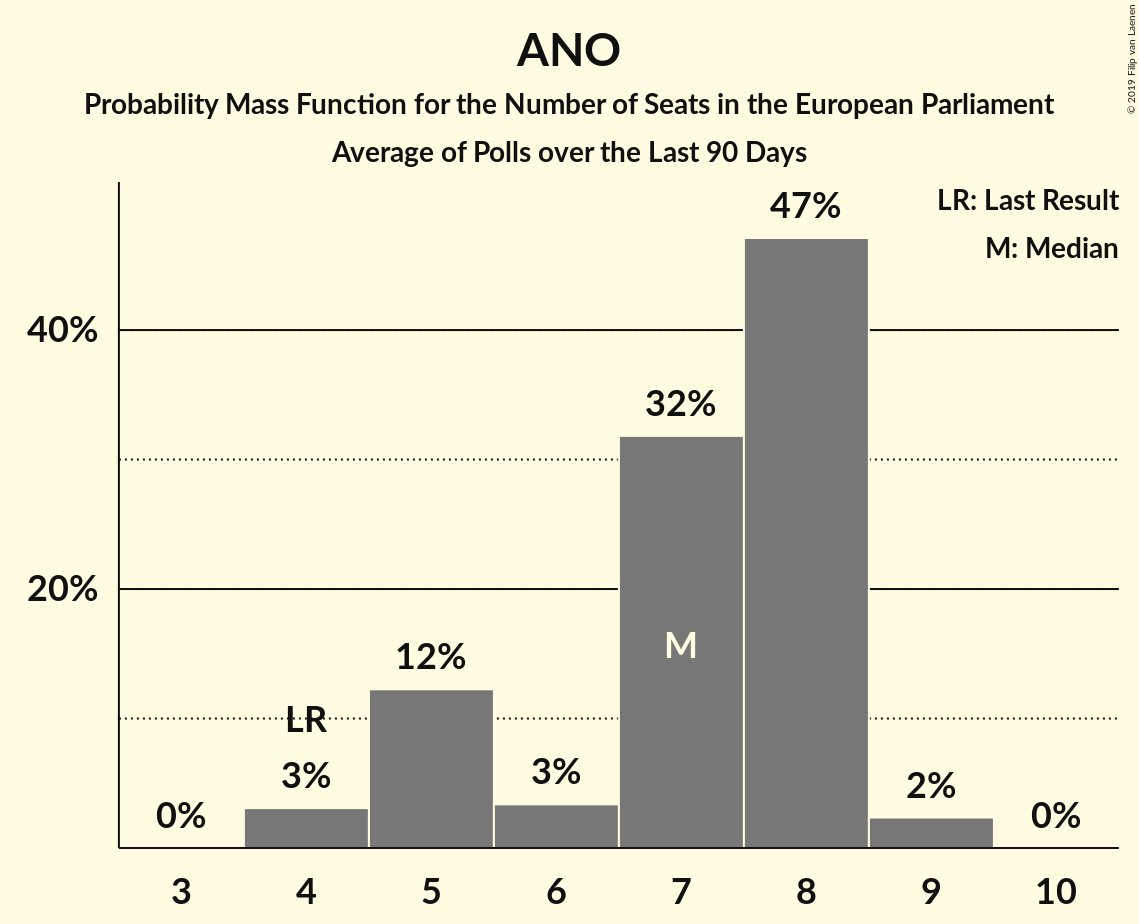 ANO
Probability Mass Function for the Number of Seats in the European Parliament
Average of Polls over the Last 90 Days
© 2019 Filip van Laenen
LR: Last Result
M: Median
47%
40%
32%
20%
M
12%
LR
3%
3%
2%
0%
0%
3 4 5 6 7 8 9 10